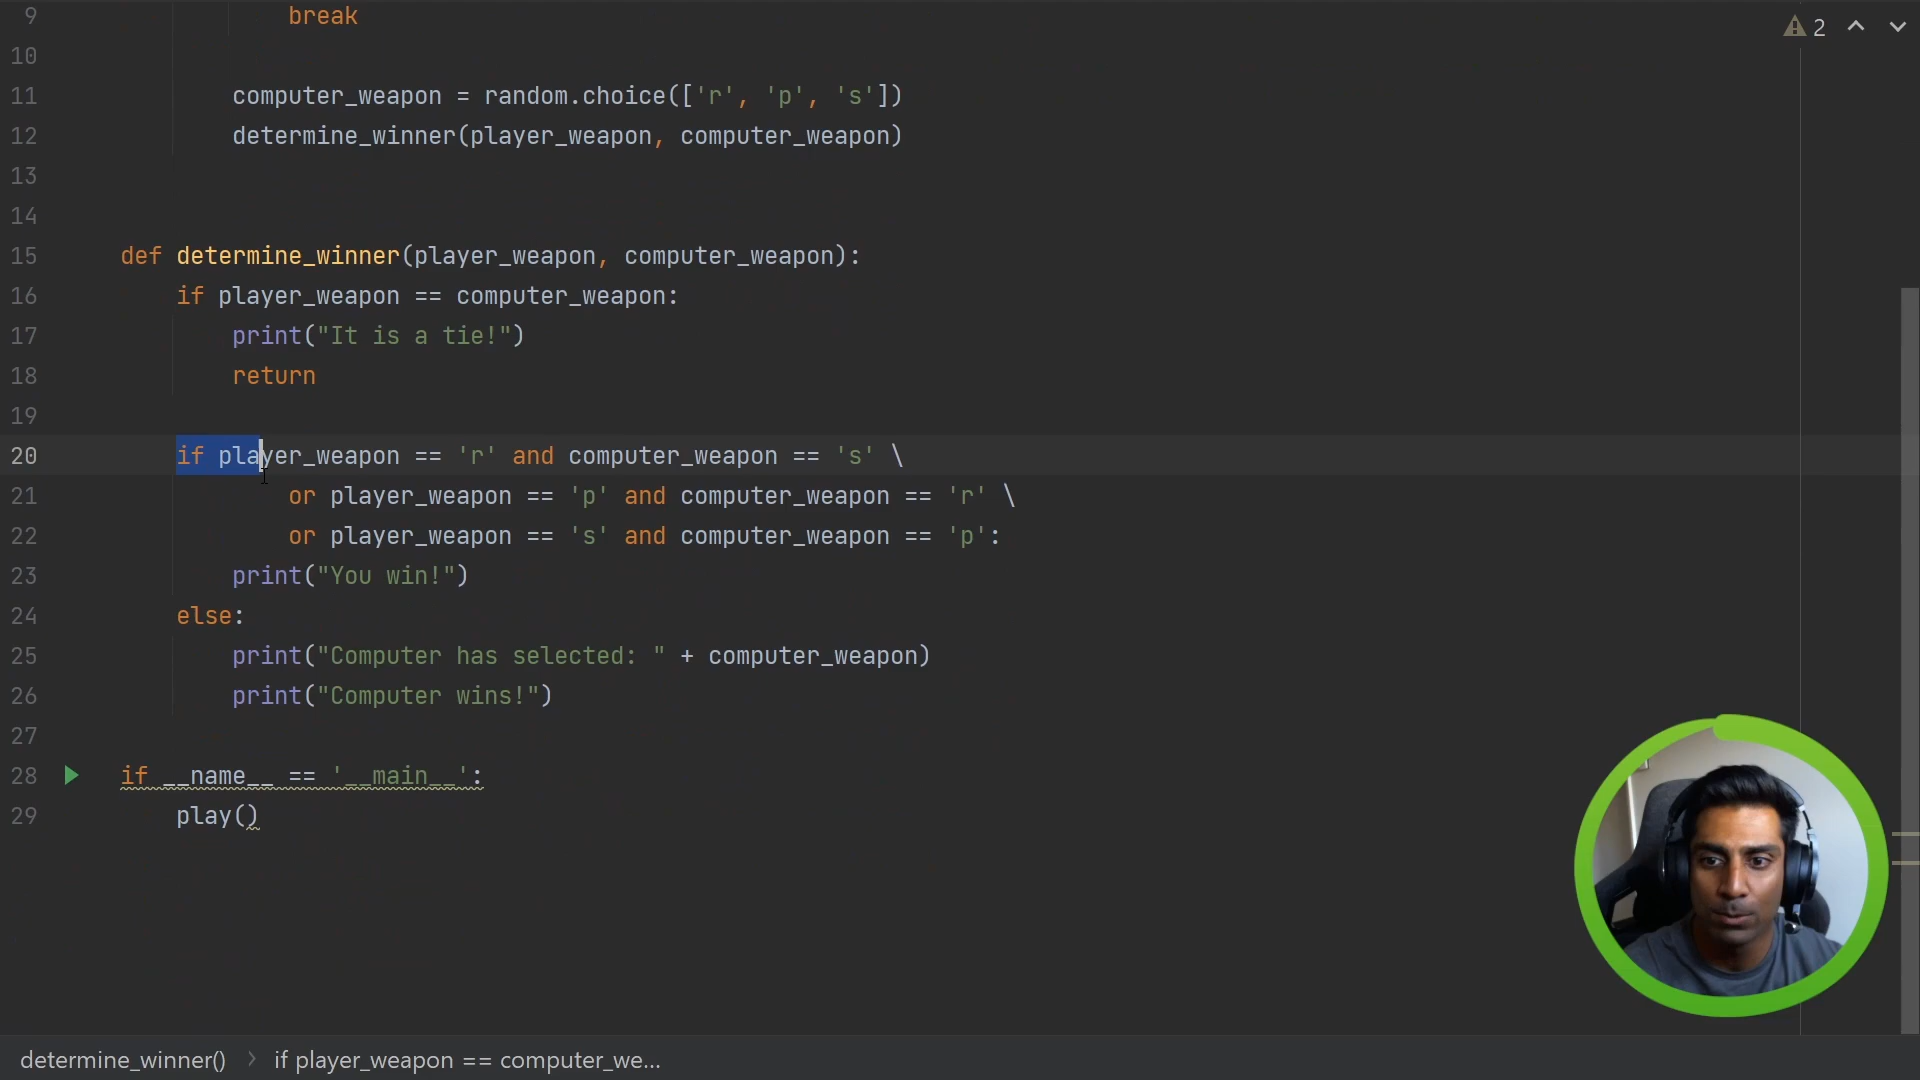 9 break
⚠ 2
10
11 computer_weapon = random.choice(['r', 'p', 's'])
12 determine_winner(player_weapon, computer_weapon)
13
14
15 def determine_winner(player_weapon, computer_weapon):
16 if player_weapon == computer_weapon:
17 print("It is a tie!")
18 return
19
20 if player_weapon == 'r' and computer_weapon == 's' \
21 or player_weapon == 'p' and computer_weapon == 'r' \
22 or player_weapon == 's' and computer_weapon == 'p':
23 print("You win!")
24 else:
25 print("Computer has selected: " + computer_weapon)
26 print("Computer wins!")
27
28 if __name__ == '__main__':
29 play()
determine_winner() › if player_weapon == computer_we...